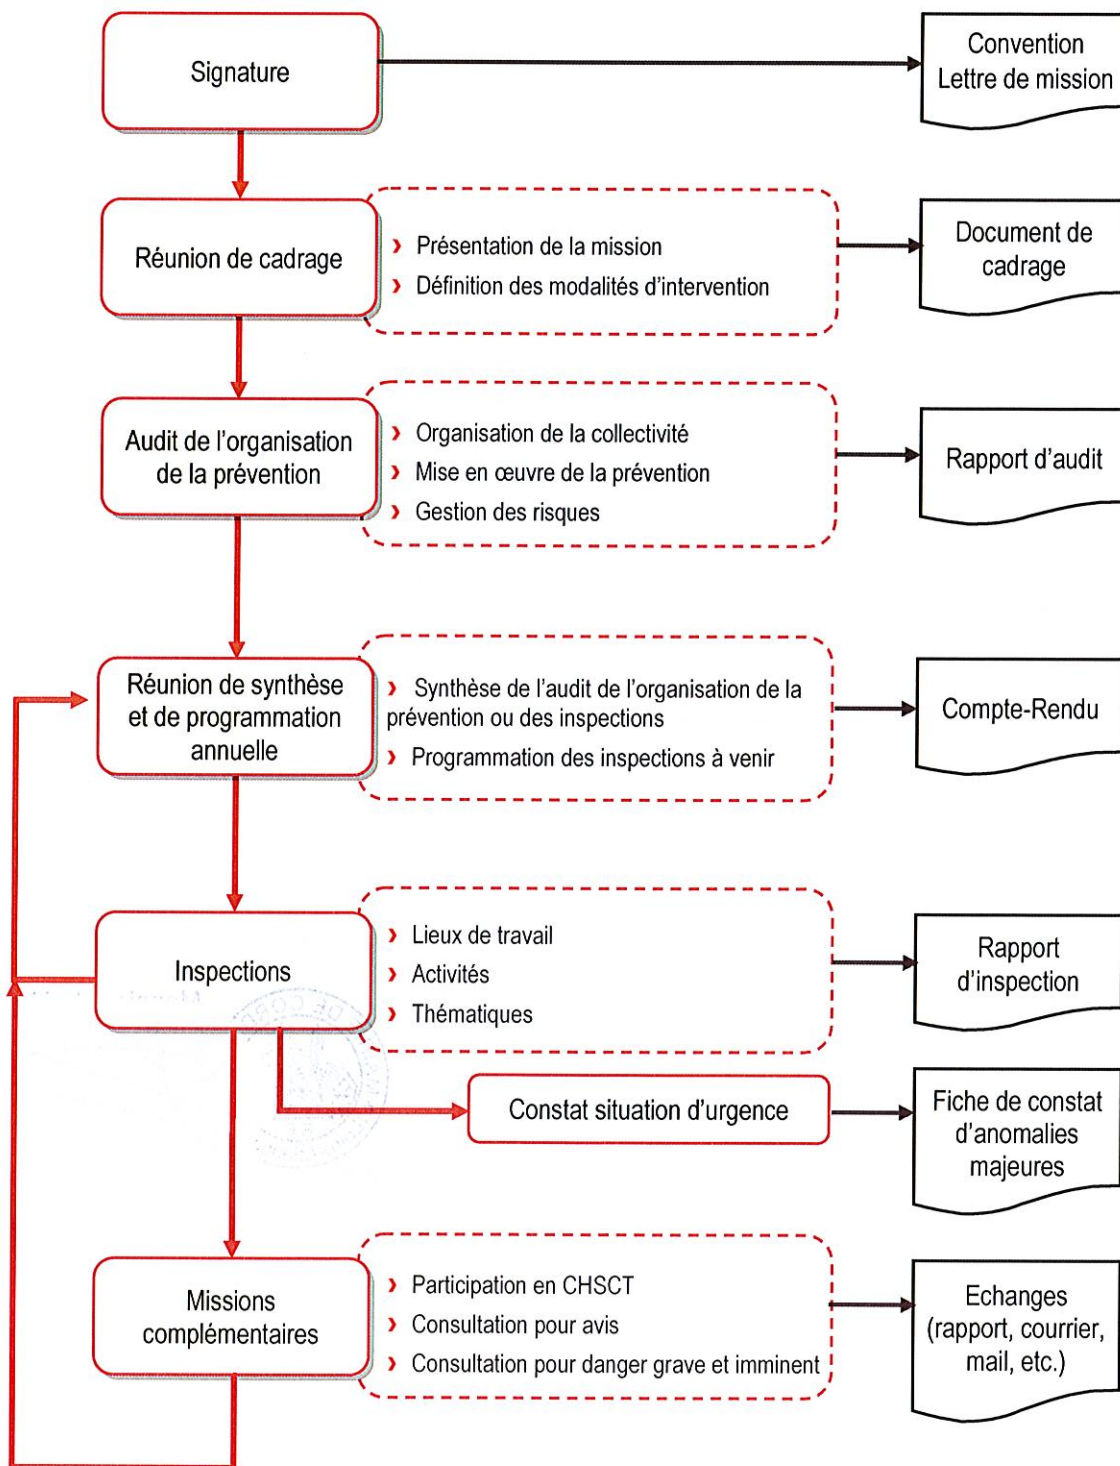 Signature
Convention
Lettre de mission
Réunion de cadrage
› Présentation de la mission
› Définition des modalités d’intervention
Document de
cadrage
Audit de l’organisation
de la prévention
› Organisation de la collectivité
› Mise en œuvre de la prévention
› Gestion des risques
Rapport d’audit
Réunion de synthèse
et de programmation
annuelle
› Synthèse de l’audit de l’organisation de la
prévention ou des inspections
› Programmation des inspections à venir
Compte-Rendu
Inspections
› Lieux de travail
› Activités
› Thématiques
Rapport
d’inspection
Constat situation d’urgence
Fiche de constat
d’anomalies
majeures
Missions
complémentaires
› Participation en CHSCT
› Consultation pour avis
› Consultation pour danger grave et imminent
Echanges
(rapport, courrier,
mail, etc.)